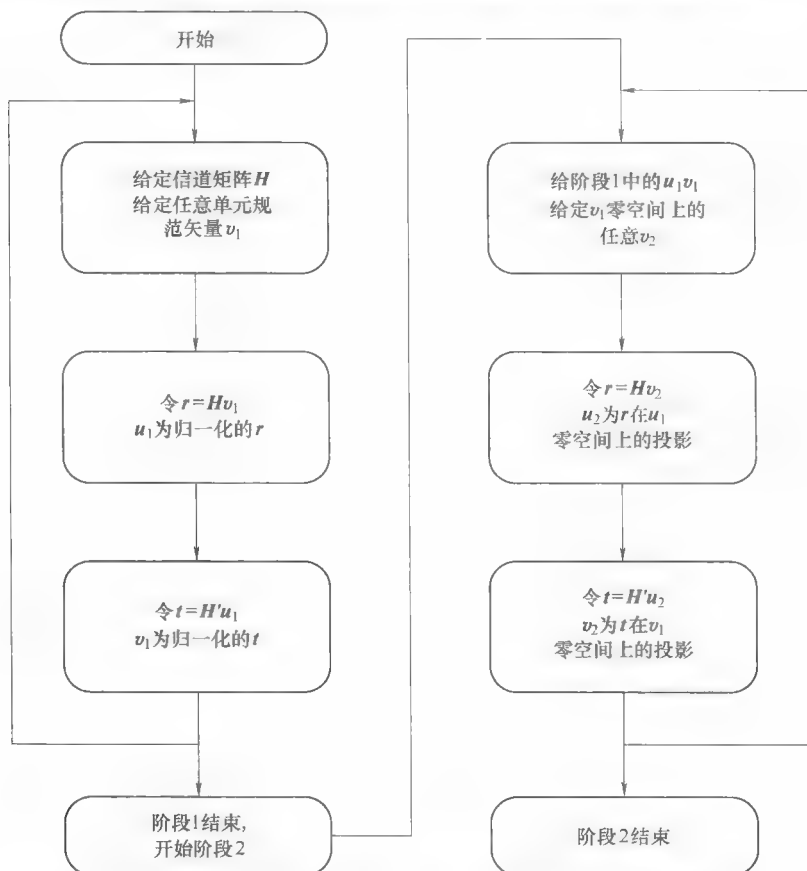 开始
给定信道矩阵H
给定任意单元规
范矢量v₁
令r=Hv₁
u₁为归一化的r
令t=H'u₁
v₁为归一化的t
阶段1结束,
开始阶段2
给阶段1中的u₁v₁
给定v₁零空间上的
任意v₂
令r=Hv₂
u₂为r在u₁
零空间上的投影
令t=H'u₂
v₂为t在v₁
零空间上的投影
阶段2结束